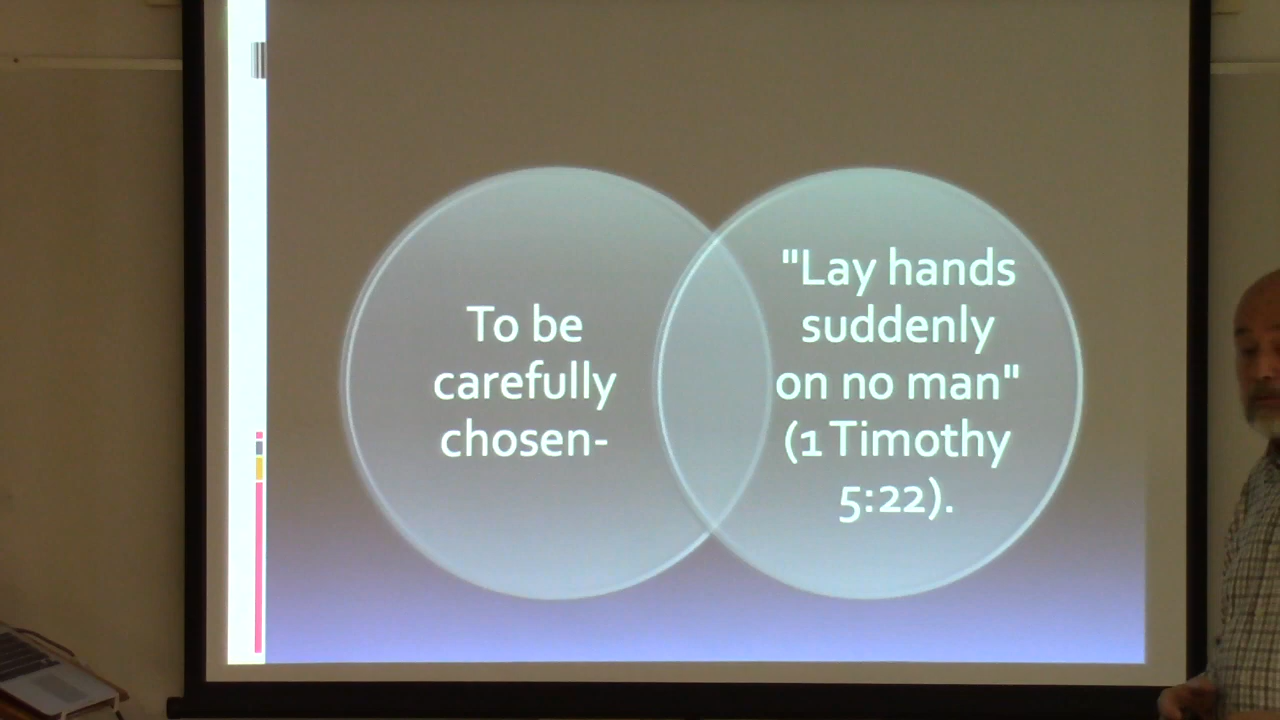 To be
carefully
chosen-
"Lay hands
suddenly
on no man"
(1 Timothy
5:22).